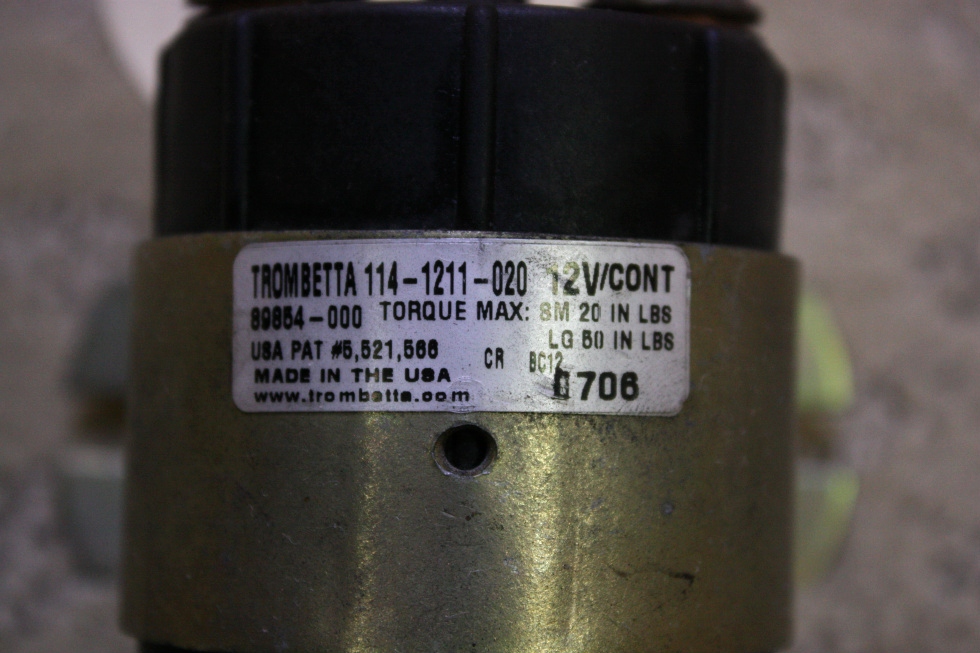 TROMBETTA 114-1211-020 12V/CONT
89854-000 TORQUE MAX: SM 20 IN LBS
LG 50 IN LBS
USA PAT #5,521,566 CR BC12
MADE IN THE USA 0706
www.trombetta.com